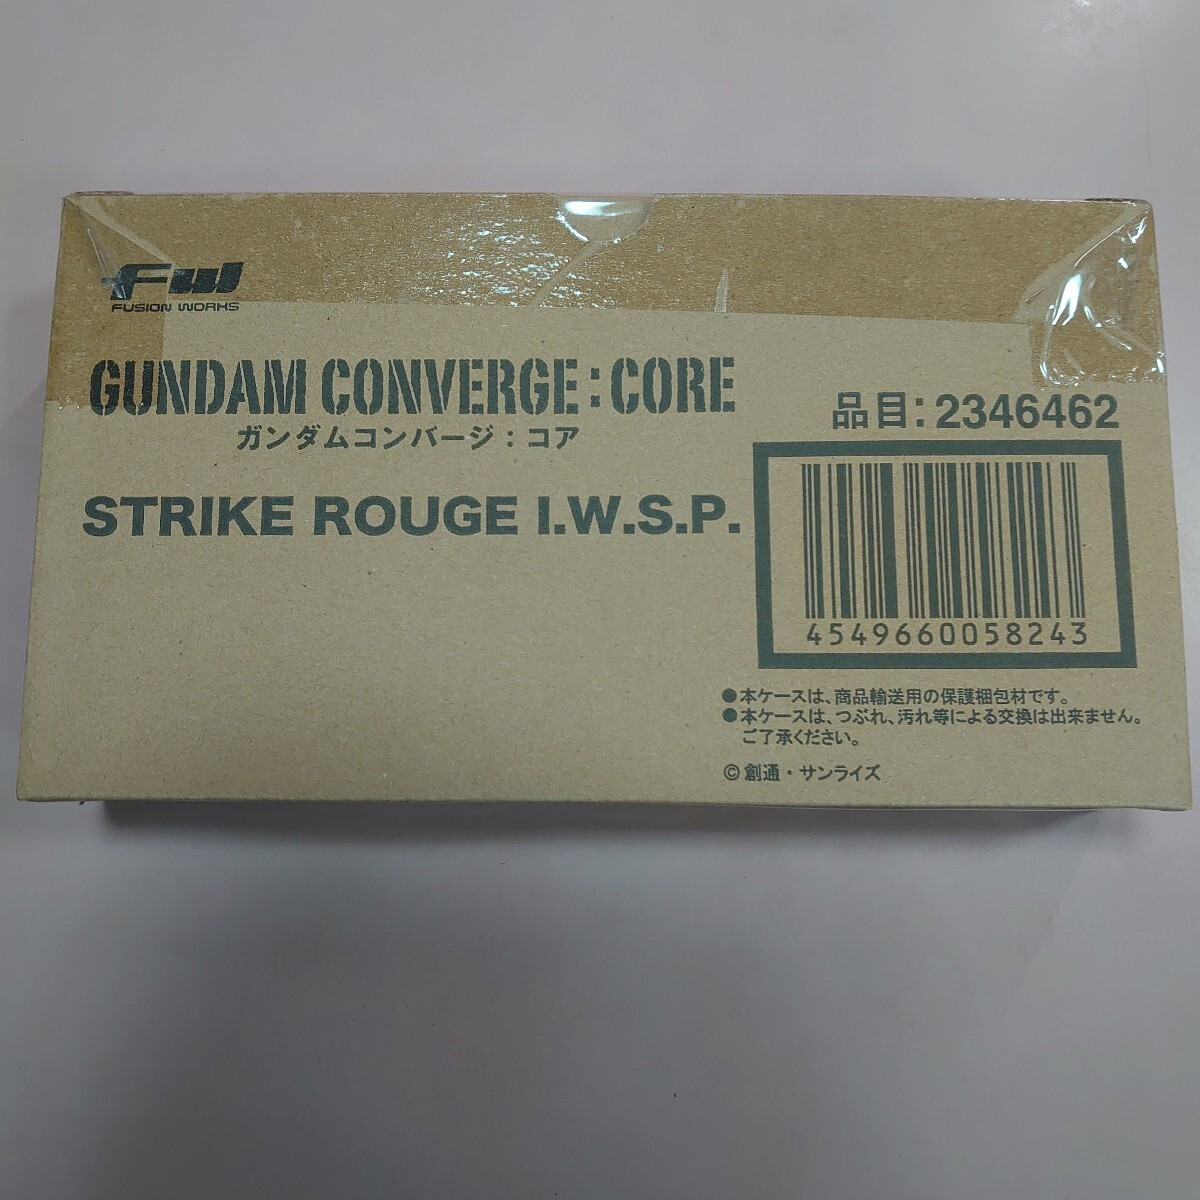 FW
FUSION WORKS
GUNDAM CONVERGE:CORE
ガンダムコンバージ:コア
STRIKE ROUGE I.W.S.P.
品目:2346462
4549660058243
●本ケースは、商品輸送用の保護梱包材です。
●本ケースは、つぶれ、汚れ等による交換は出来ません。
ご了承ください。
©創通・サンライズ